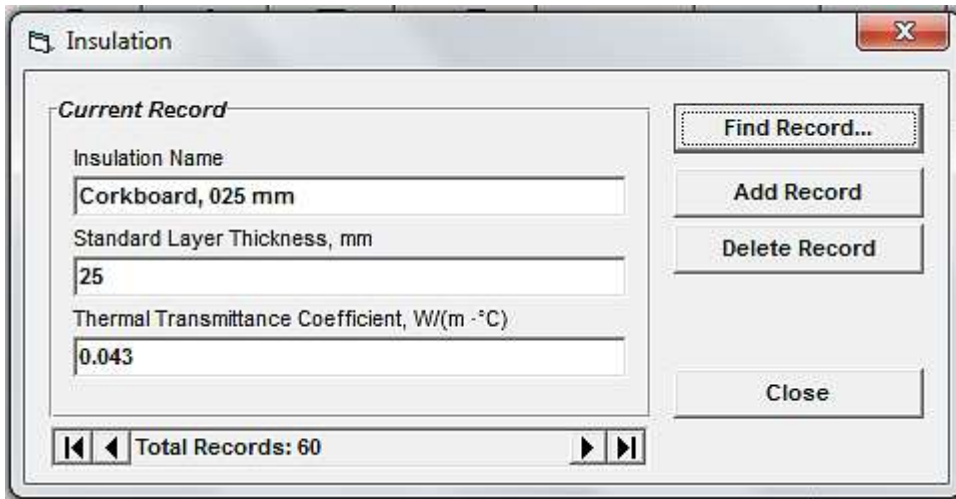 Insulation
Current Record
Insulation Name
Corkboard, 025 mm
Standard Layer Thickness, mm
25
Thermal Transmittance Coefficient, W/(m ·°C)
0.043
Total Records: 60
Find Record...
Add Record
Delete Record
Close